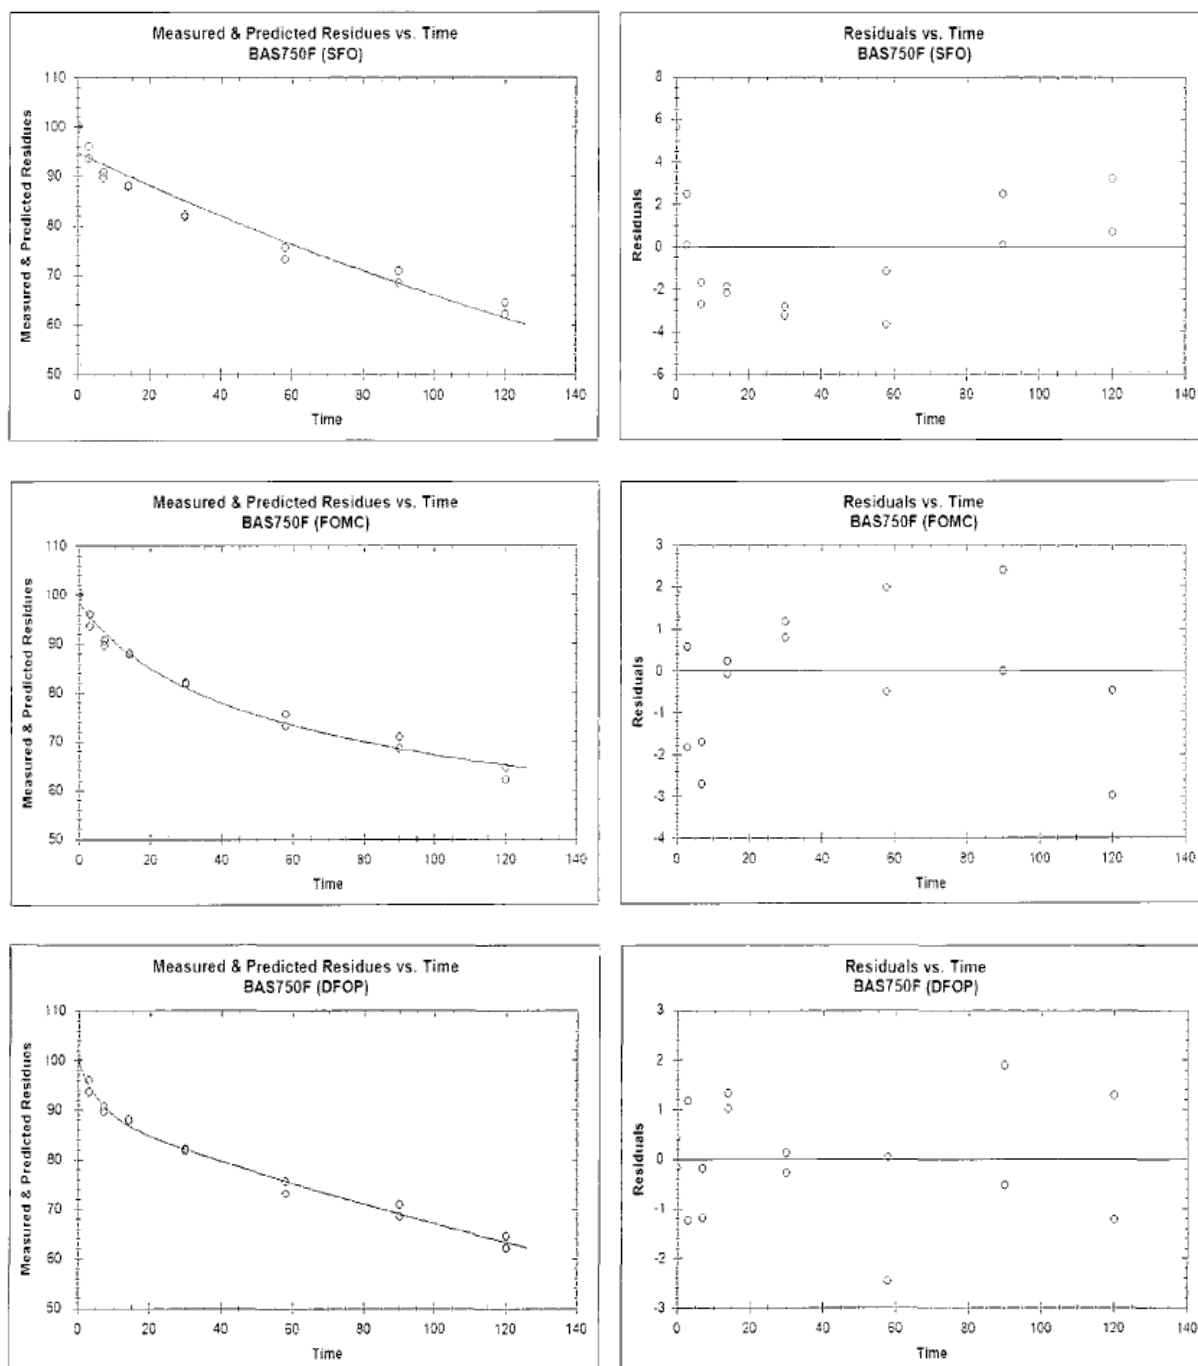 Measured & Predicted Residues vs. Time
BAS750F (SFO)
Measured & Predicted Residues
110
100
90
80
70
60
50
0 20 40 60 80 100 120 140
Time
Residuals vs. Time
BAS750F (SFO)
Residuals
8
6
4
2
0
-2
-4
-6
0 20 40 60 80 100 120 140
Time
Measured & Predicted Residues vs. Time
BAS750F (FOMC)
Measured & Predicted Residues
110
100
90
80
70
60
50
0 20 40 60 80 100 120 140
Time
Residuals vs. Time
BAS750F (FOMC)
Residuals
3
2
1
0
-1
-2
-3
-4
0 20 40 60 80 100 120 140
Time
Measured & Predicted Residues vs. Time
BAS750F (DFOP)
Measured & Predicted Residues
110
100
90
80
70
60
50
0 20 40 60 80 100 120 140
Time
Residuals vs. Time
BAS750F (DFOP)
Residuals
3
2
1
0
-1
-2
-3
0 20 40 60 80 100 120 140
Time